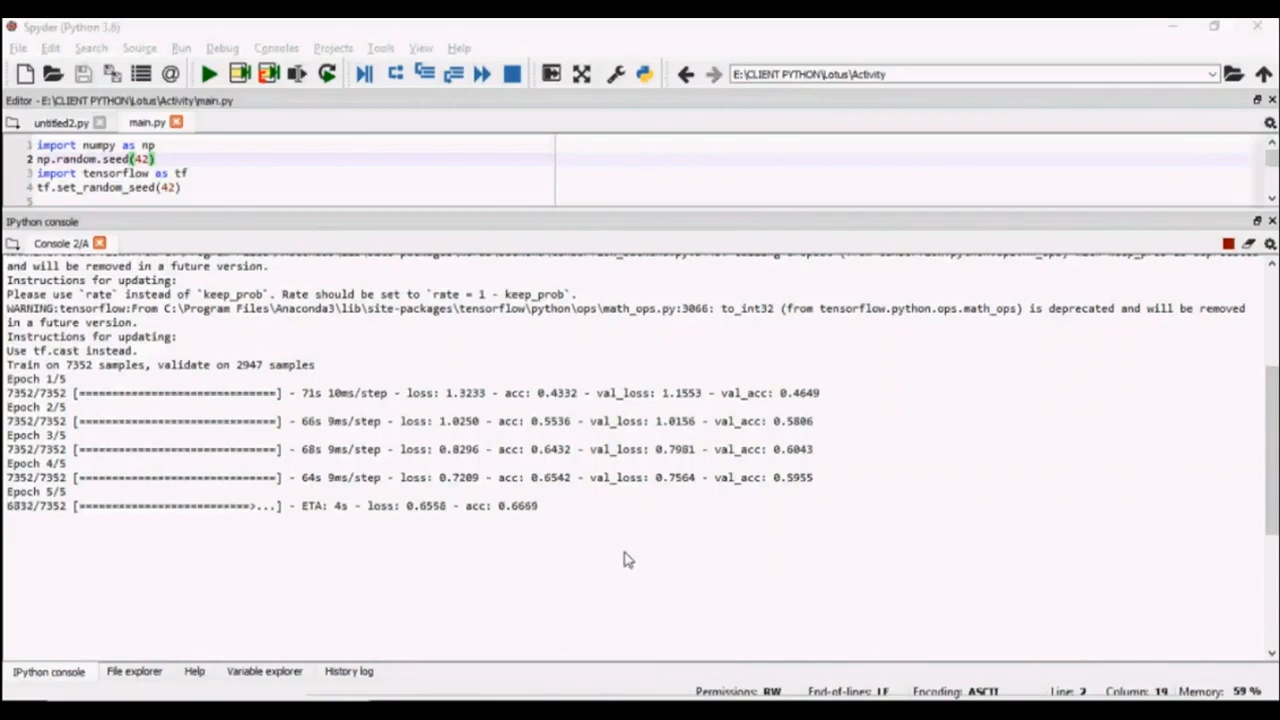 Spyder (Python 3.6)
File Edit Search Source Run Debug Consoles Projects Tools View Help
E:\CLIENT PYTHON\Lotus\Activity
Editor - E:\CLIENT PYTHON\Lotus\Activity\main.py
untitled2.py main.py
1 import numpy as np
2 np.random.seed(42)
3 import tensorflow as tf
4 tf.set_random_seed(42)
5
IPython console
Console 2/A
and will be removed in a future version.
Instructions for updating:
Please use `rate` instead of `keep_prob`. Rate should be set to `rate = 1 - keep_prob`.
WARNING:tensorflow:From C:\Program Files\Anaconda3\lib\site-packages\tensorflow\python\ops\math_ops.py:3066: to_int32 (from tensorflow.python.ops.math_ops) is deprecated and will be removed
in a future version.
Instructions for updating:
Use tf.cast instead.
Train on 7352 samples, validate on 2947 samples
Epoch 1/5
7352/7352 [==============================] - 71s 10ms/step - loss: 1.3233 - acc: 0.4332 - val_loss: 1.1553 - val_acc: 0.4649
Epoch 2/5
7352/7352 [==============================] - 66s 9ms/step - loss: 1.0250 - acc: 0.5536 - val_loss: 1.0156 - val_acc: 0.5806
Epoch 3/5
7352/7352 [==============================] - 68s 9ms/step - loss: 0.8296 - acc: 0.6432 - val_loss: 0.7981 - val_acc: 0.6043
Epoch 4/5
7352/7352 [==============================] - 64s 9ms/step - loss: 0.7209 - acc: 0.6542 - val_loss: 0.7564 - val_acc: 0.5955
Epoch 5/5
6832/7352 [==========================>...] - ETA: 4s - loss: 0.6558 - acc: 0.6669
IPython console File explorer Help Variable explorer History log
Permissions: RW End-of-lines: LF Encoding: ASCII Line: 2 Column: 19 Memory: 59 %